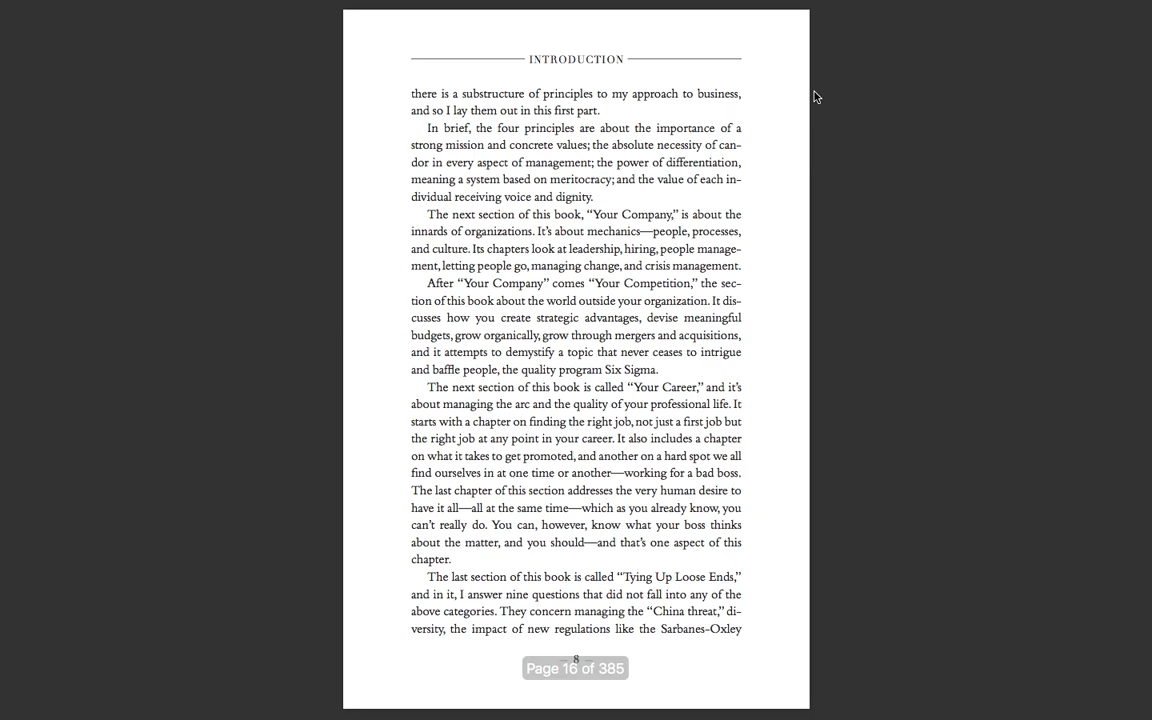 INTRODUCTION
there is a substructure of principles to my approach to business,
and so I lay them out in this first part.
In brief, the four principles are about the importance of a
strong mission and concrete values; the absolute necessity of can-
dor in every aspect of management; the power of differentiation,
meaning a system based on meritocracy; and the value of each in-
dividual receiving voice and dignity.
The next section of this book, “Your Company,” is about the
innards of organizations. It’s about mechanics—people, processes,
and culture. Its chapters look at leadership, hiring, people manage-
ment, letting people go, managing change, and crisis management.
After “Your Company” comes “Your Competition,” the sec-
tion of this book about the world outside your organization. It dis-
cusses how you create strategic advantages, devise meaningful
budgets, grow organically, grow through mergers and acquisitions,
and it attempts to demystify a topic that never ceases to intrigue
and baffle people, the quality program Six Sigma.
The next section of this book is called “Your Career,” and it’s
about managing the arc and the quality of your professional life. It
starts with a chapter on finding the right job, not just a first job but
the right job at any point in your career. It also includes a chapter
on what it takes to get promoted, and another on a hard spot we all
find ourselves in at one time or another—working for a bad boss.
The last chapter of this section addresses the very human desire to
have it all—all at the same time—which as you already know, you
can’t really do. You can, however, know what your boss thinks
about the matter, and you should—and that’s one aspect of this
chapter.
The last section of this book is called “Tying Up Loose Ends,”
and in it, I answer nine questions that did not fall into any of the
above categories. They concern managing the “China threat,” di-
versity, the impact of new regulations like the Sarbanes-Oxley
8
Page 16 of 385